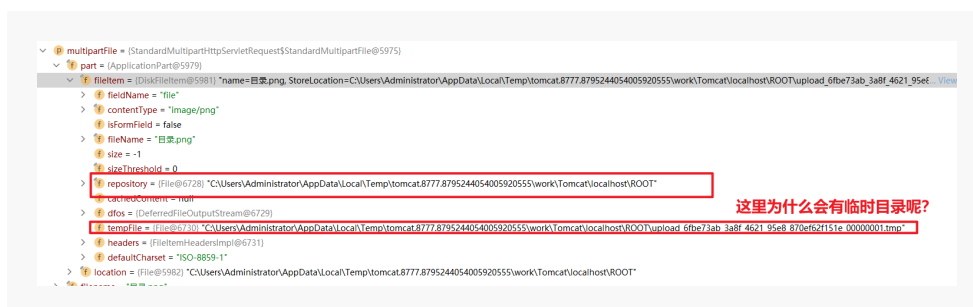 multipartFile = {StandardMultipartHttpServletRequest$StandardMultipartFile@5975}
part = {ApplicationPart@5979}
fileItem = {DiskFileItem@5981} "name=目录.png, StoreLocation=C:\Users\Administrator\AppData\Local\Temp\tomcat.8777.8795244054005920555\work\Tomcat\localhost\ROOT\upload_6fbe73ab_3a8f_4621_95e8... View
fieldName = "file"
contentType = "image/png"
isFormField = false
fileName = "目录.png"
size = -1
sizeThreshold = 0
repository = {File@6728} "C:\Users\Administrator\AppData\Local\Temp\tomcat.8777.8795244054005920555\work\Tomcat\localhost\ROOT"
cachedContent = null
这里为什么会有临时目录呢?
dfos = {DeferredFileOutputStream@6729}
tempFile = {File@6730} "C:\Users\Administrator\AppData\Local\Temp\tomcat.8777.8795244054005920555\work\Tomcat\localhost\ROOT\upload_6fbe73ab_3a8f_4621_95e8_870ef62f151e_00000001.tmp"
headers = {FileItemHeadersImpl@6731}
defaultCharset = "ISO-8859-1"
location = {File@5982} "C:\Users\Administrator\AppData\Local\Temp\tomcat.8777.8795244054005920555\work\Tomcat\localhost\ROOT"